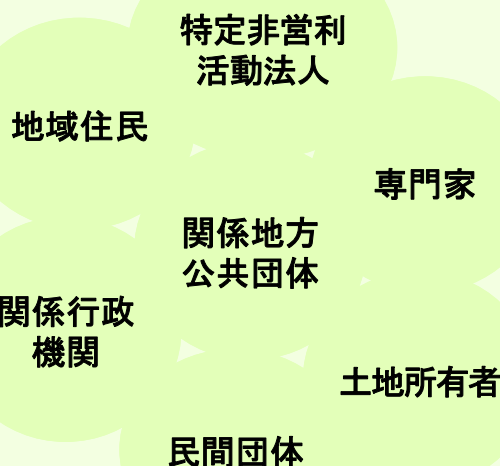 特定非営利
活動法人
地域住民
専門家
関係地方
公共団体
関係行政
機関
土地所有者
民間団体